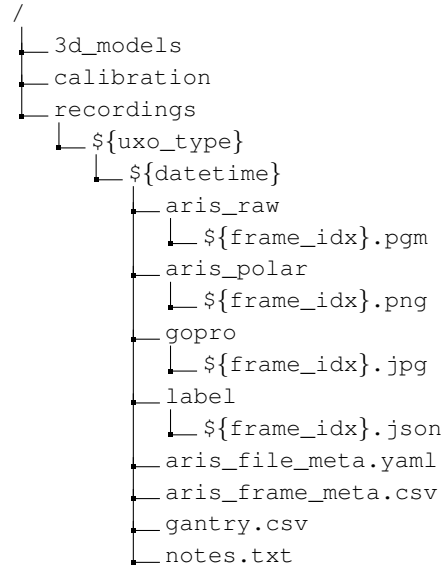 /
3d_models
calibration
recordings
${uxo_type}
${datetime}
aris_raw
${frame_idx}.pgm
aris_polar
${frame_idx}.png
gopro
${frame_idx}.jpg
label
${frame_idx}.json
aris_file_meta.yaml
aris_frame_meta.csv
gantry.csv
notes.txt